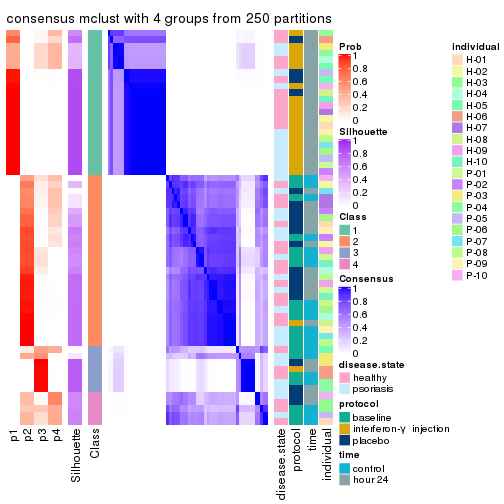 consensus mclust with 4 groups from 250 partitions
Prob
1
0.8
0.6
0.4
0.2
0
Silhouette
1
0.8
0.6
0.4
0.2
0
Class
1
2
3
4
Consensus
1
0.8
0.6
0.4
0.2
0
disease.state
healthy
psoriasis
protocol
baseline
interferon-γ injection
placebo
time
control
hour 24
individual
H-01
H-02
H-03
H-04
H-05
H-06
H-07
H-08
H-09
H-10
P-01
P-02
P-03
P-04
P-05
P-06
P-07
P-08
P-09
P-10
p1
p2
p3
p4
Silhouette
Class
disease.state
protocol
time
individual